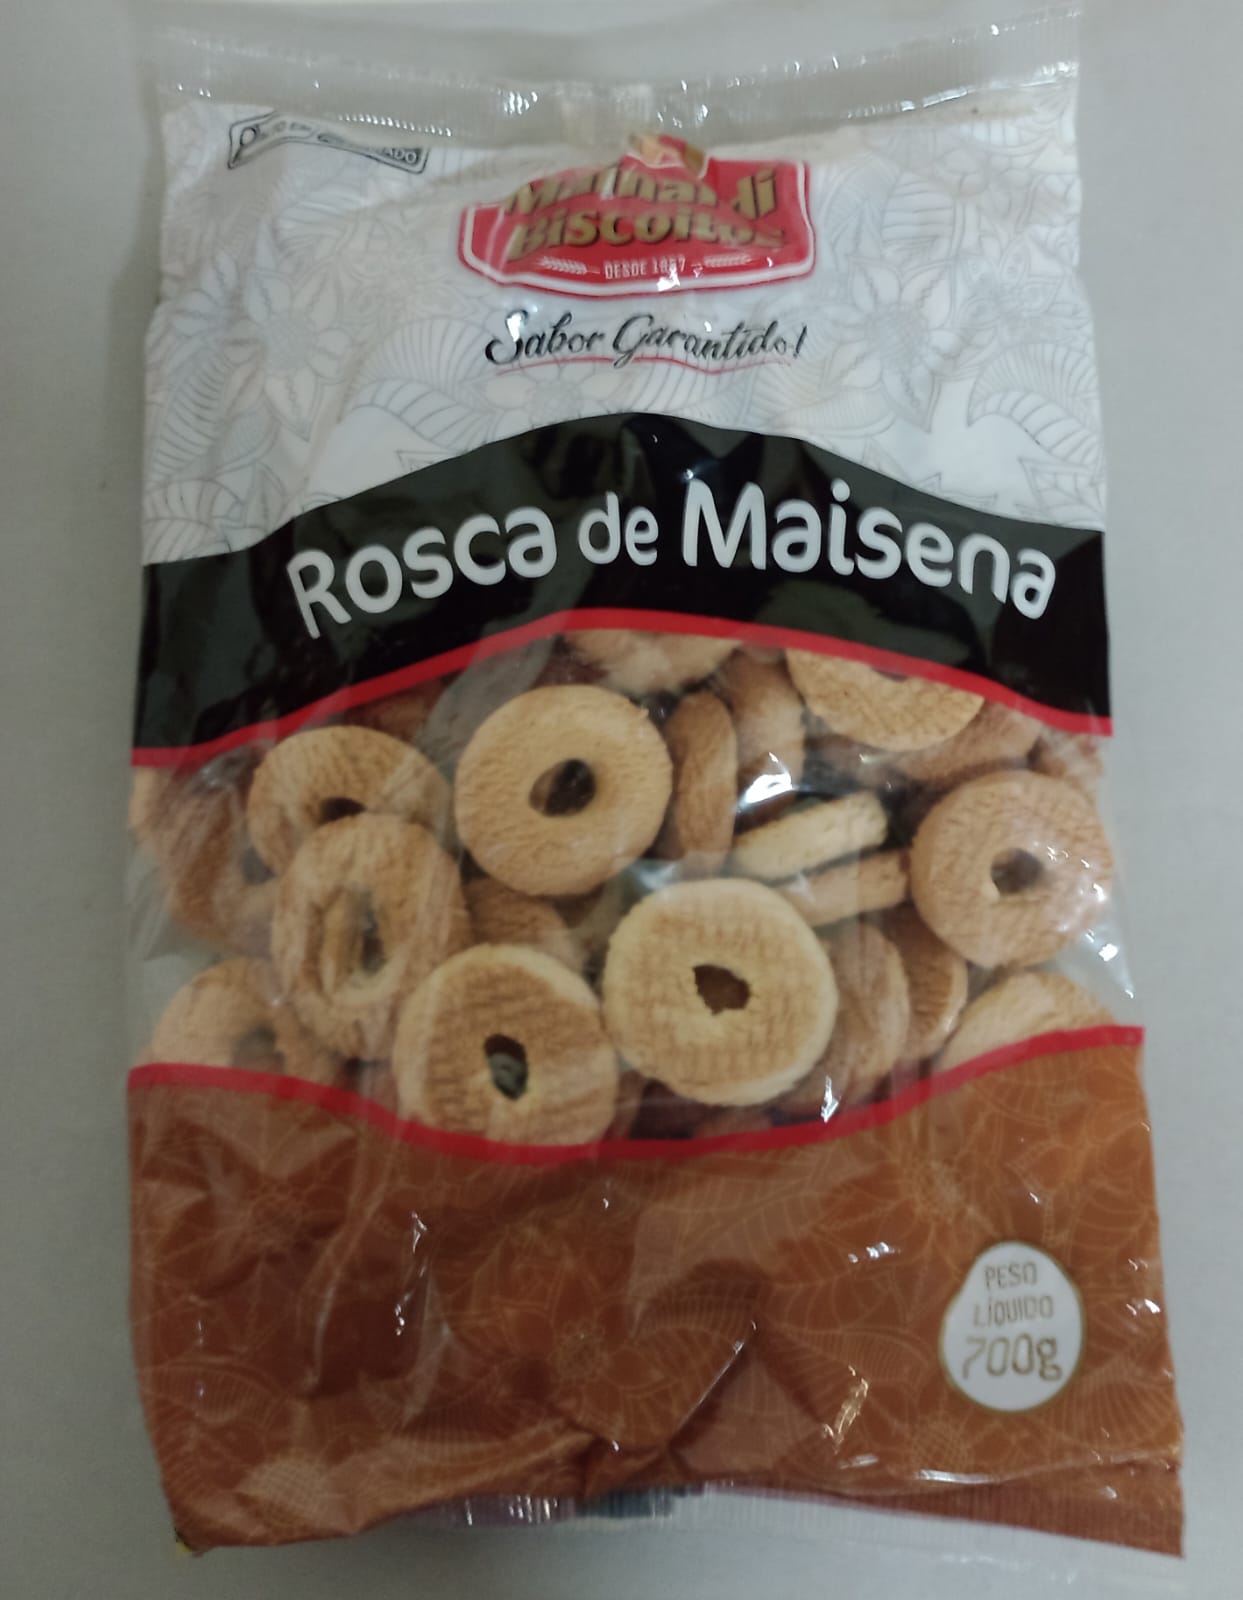 Biscoitos
DESDE
Sabor Garantido!
Rosca de Maisena
PESO
LÍQUIDO
700g